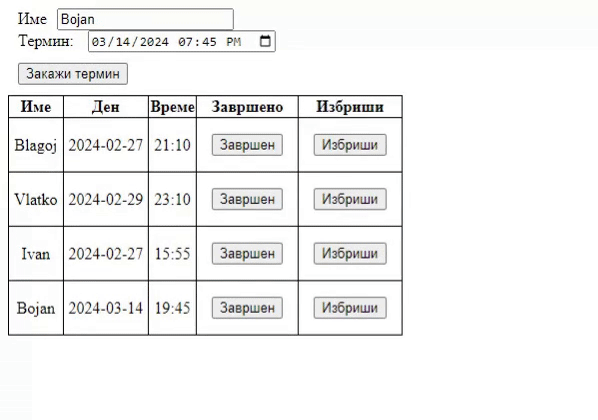 Име Bojan
Термин: 03/14/2024 07:45 PM
Закажи термин
Име Ден Време Завршено Избриши
Blagoj 2024-02-27 21:10 Завршен Избриши
Vlatko 2024-02-29 23:10 Завршен Избриши
Ivan 2024-02-27 15:55 Завршен Избриши
Bojan 2024-03-14 19:45 Завршен Избриши